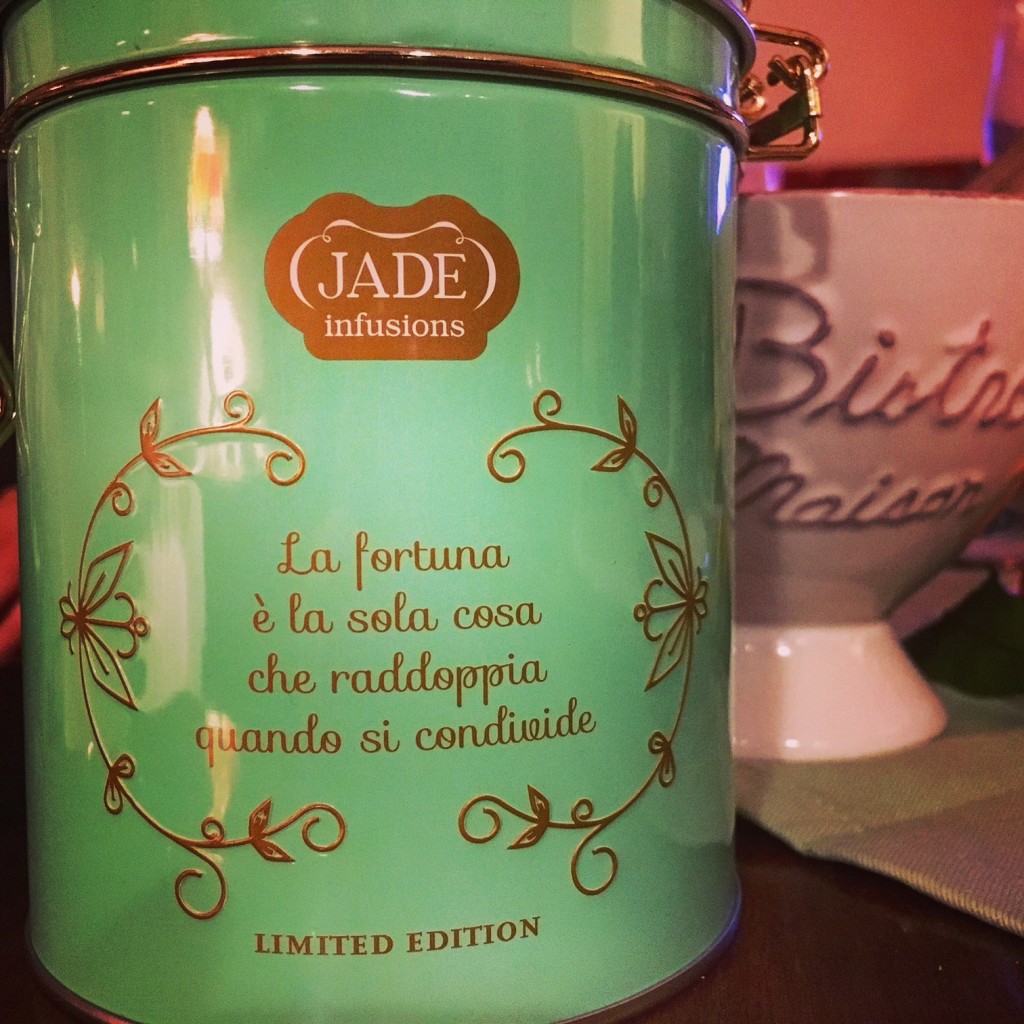 JADE
infusions
La fortuna
è la sola cosa
che raddoppia
quando si condivide
LIMITED EDITION
Bistro
Maison